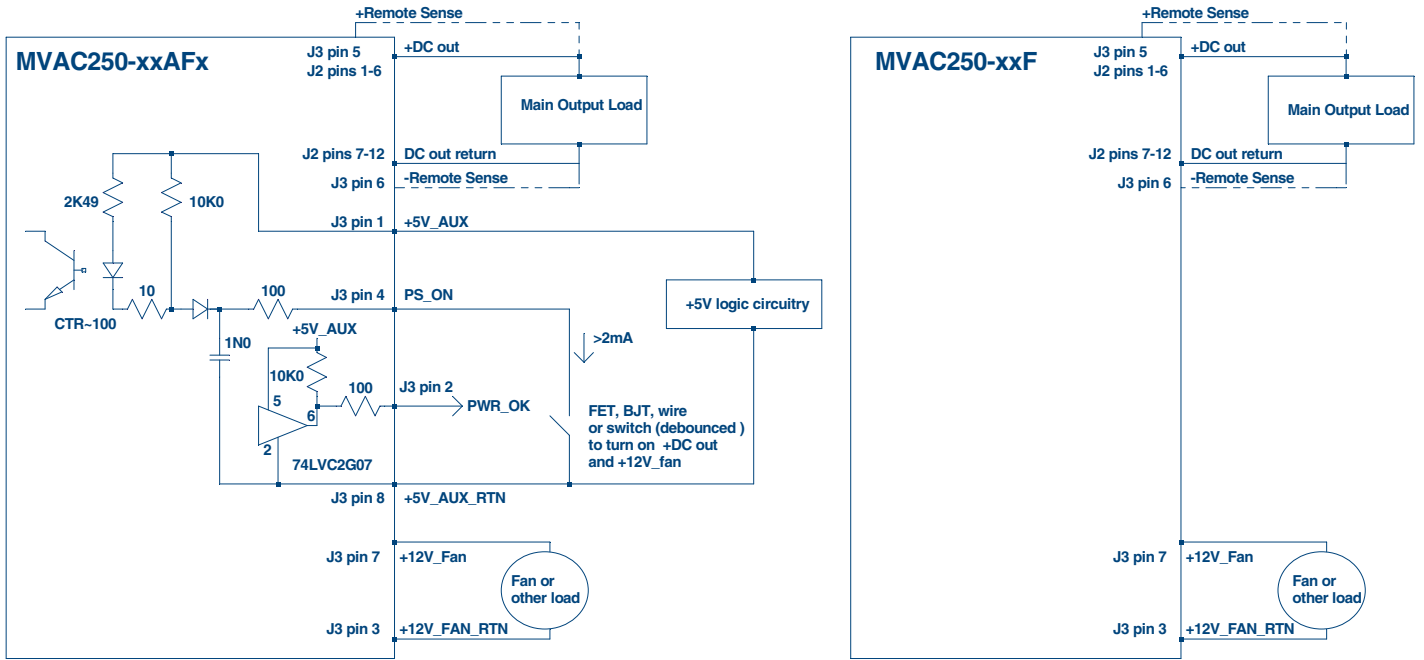 +Remote Sense
MVAC250-xxAFx
J3 pin 5
+DC out
J2 pins 1-6
Main Output Load
J2 pins 7-12
DC out return
J3 pin 6
-Remote Sense
2K49
10K0
J3 pin 1
+5V_AUX
10
100
J3 pin 4
PS_ON
+5V logic circuitry
CTR~100
1N0
+5V_AUX
>2mA
10K0
5
100
J3 pin 2
6
PWR_OK
2
74LVC2G07
FET, BJT, wire
or switch (debounced )
to turn on +DC out
and +12V_fan
J3 pin 8
+5V_AUX_RTN
J3 pin 7
+12V_Fan
Fan or
other load
J3 pin 3
+12V_FAN_RTN
+Remote Sense
MVAC250-xxF
J3 pin 5
+DC out
J2 pins 1-6
Main Output Load
J2 pins 7-12
DC out return
J3 pin 6
-Remote Sense
J3 pin 7
+12V_Fan
Fan or
other load
J3 pin 3
+12V_FAN_RTN